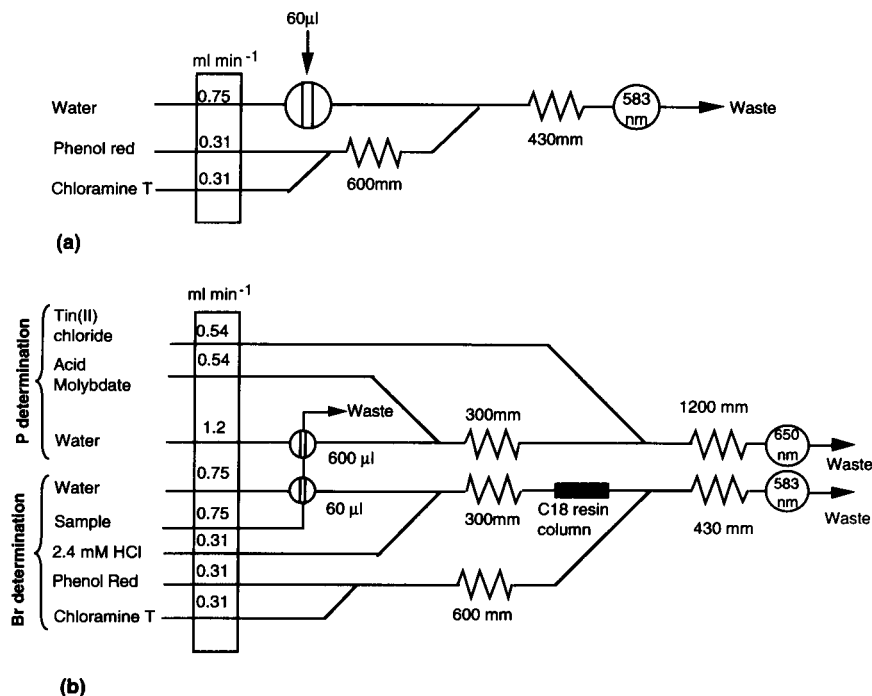 60µl
ml min -1
Water
0.75
583 nm
Waste
430mm
Phenol red
0.31
600mm
Chloramine T
0.31
(a)
ml min-1
P determination
Tin(II) chloride
0.54
Acid Molybdate
0.54
Waste
300mm
1200 mm
Water
1.2
600 µl
650 nm
Waste
Br determination
Water
0.75
60 µl
300mm
C18 resin column
583 nm
430 mm
Waste
Sample
0.75
2.4 mM HCl
0.31
Phenol Red
0.31
600 mm
Chloramine T
0.31
(b)